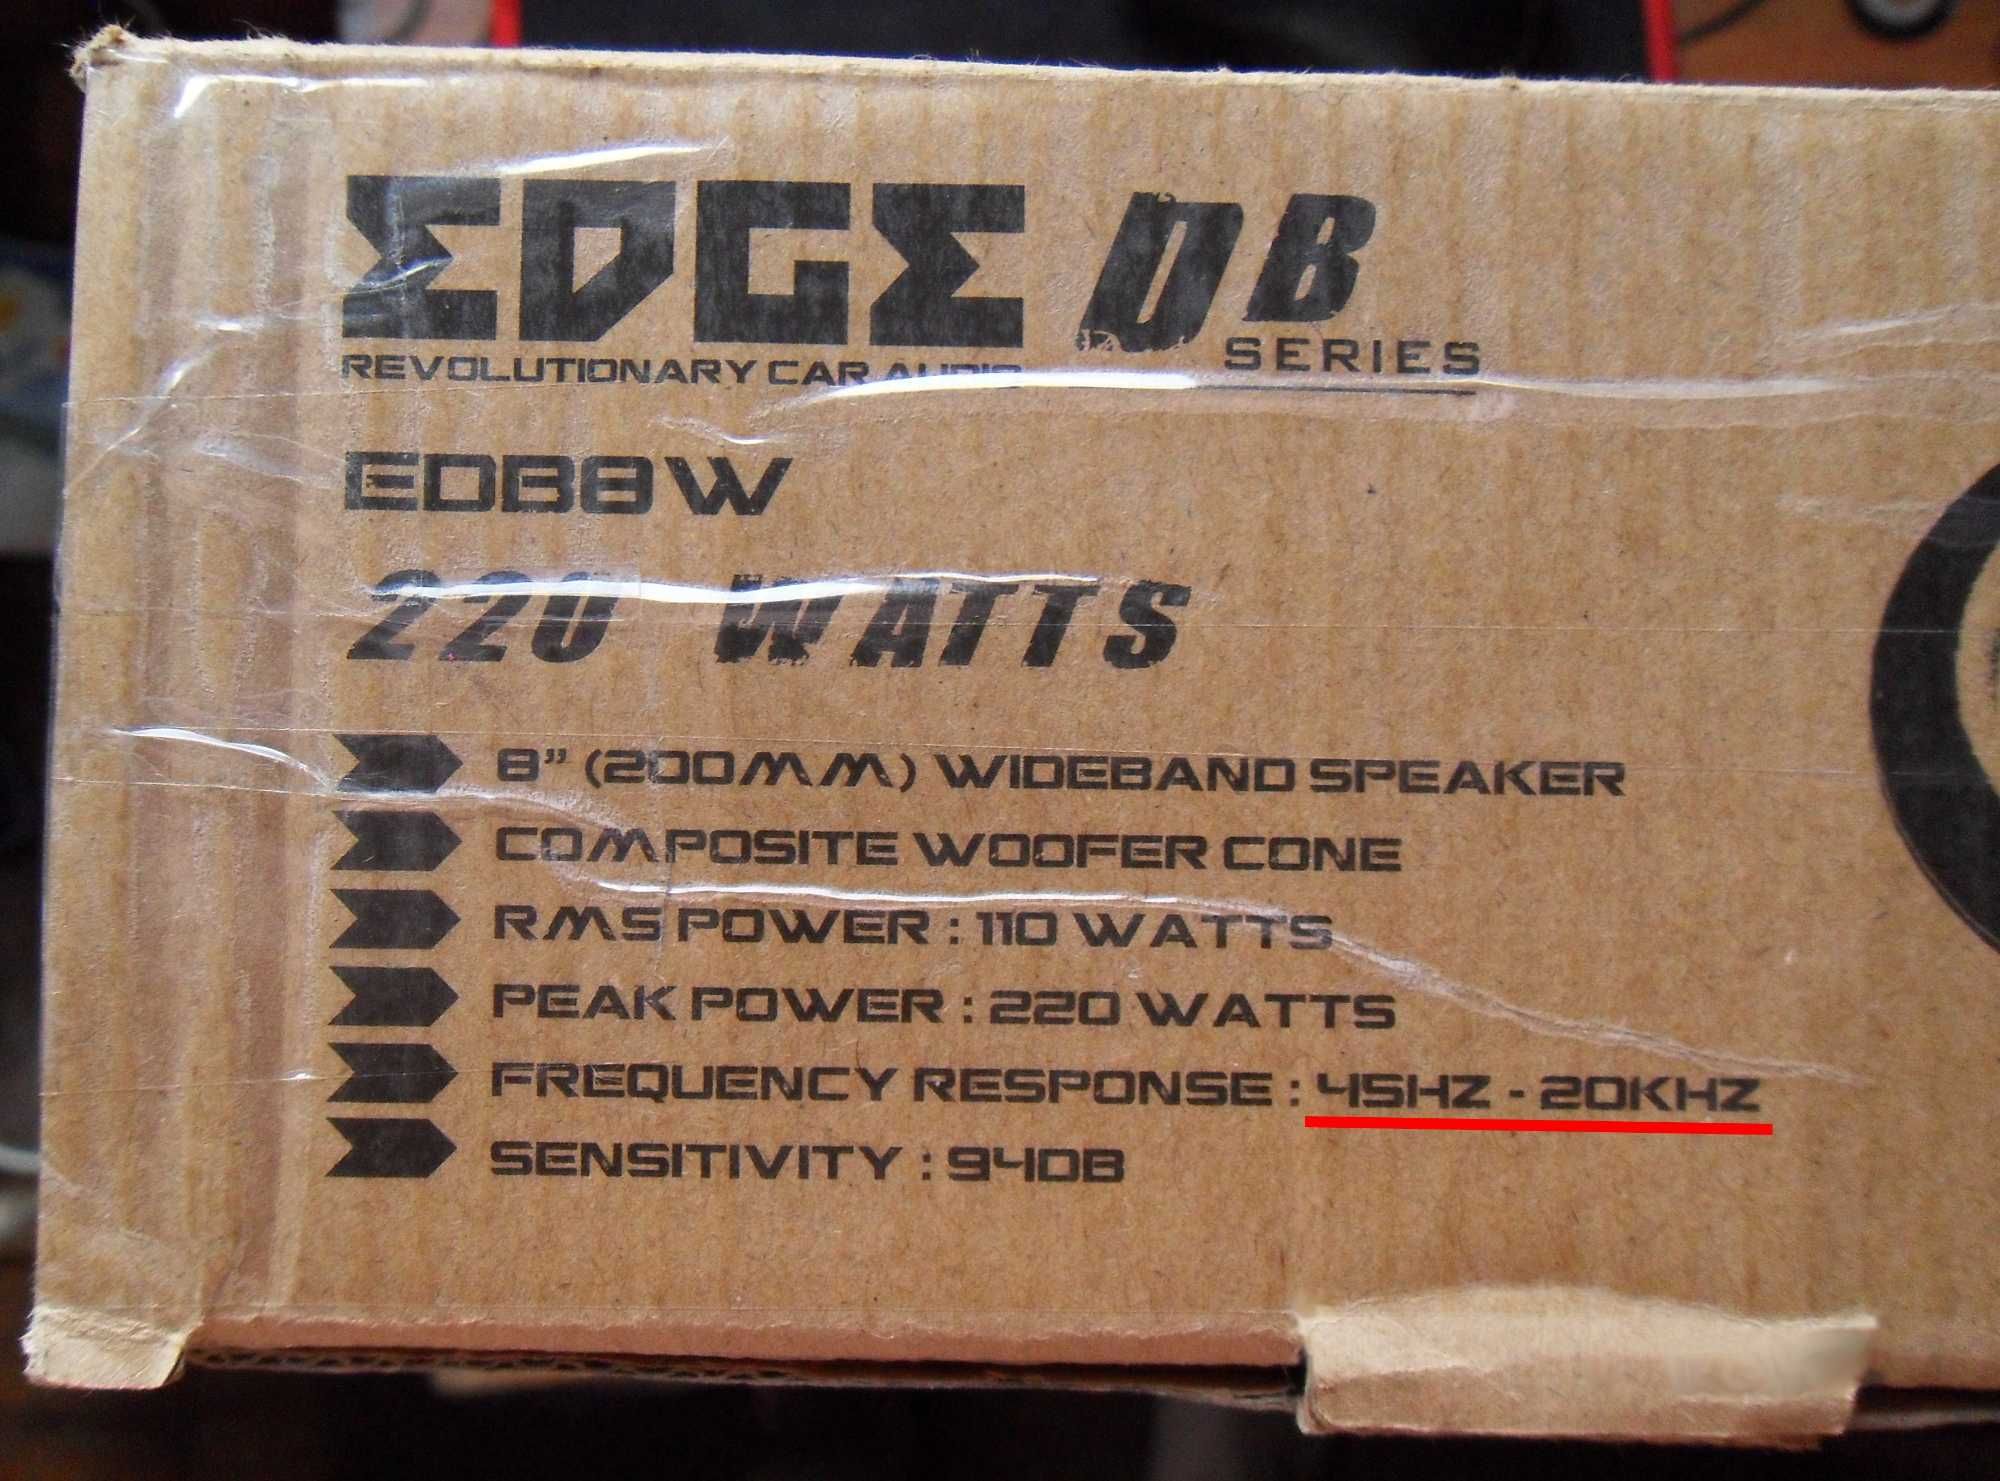 EDGE DB
SERIES
REVOLUTIONARY CAR AUDIO
EDB8W
220 WATTS
8” (200MM) WIDEBAND SPEAKER
COMPOSITE WOOFER CONE
RMS POWER : 110 WATTS
PEAK POWER : 220 WATTS
FREQUENCY RESPONSE : 45HZ - 20KHZ
SENSITIVITY : 94DB